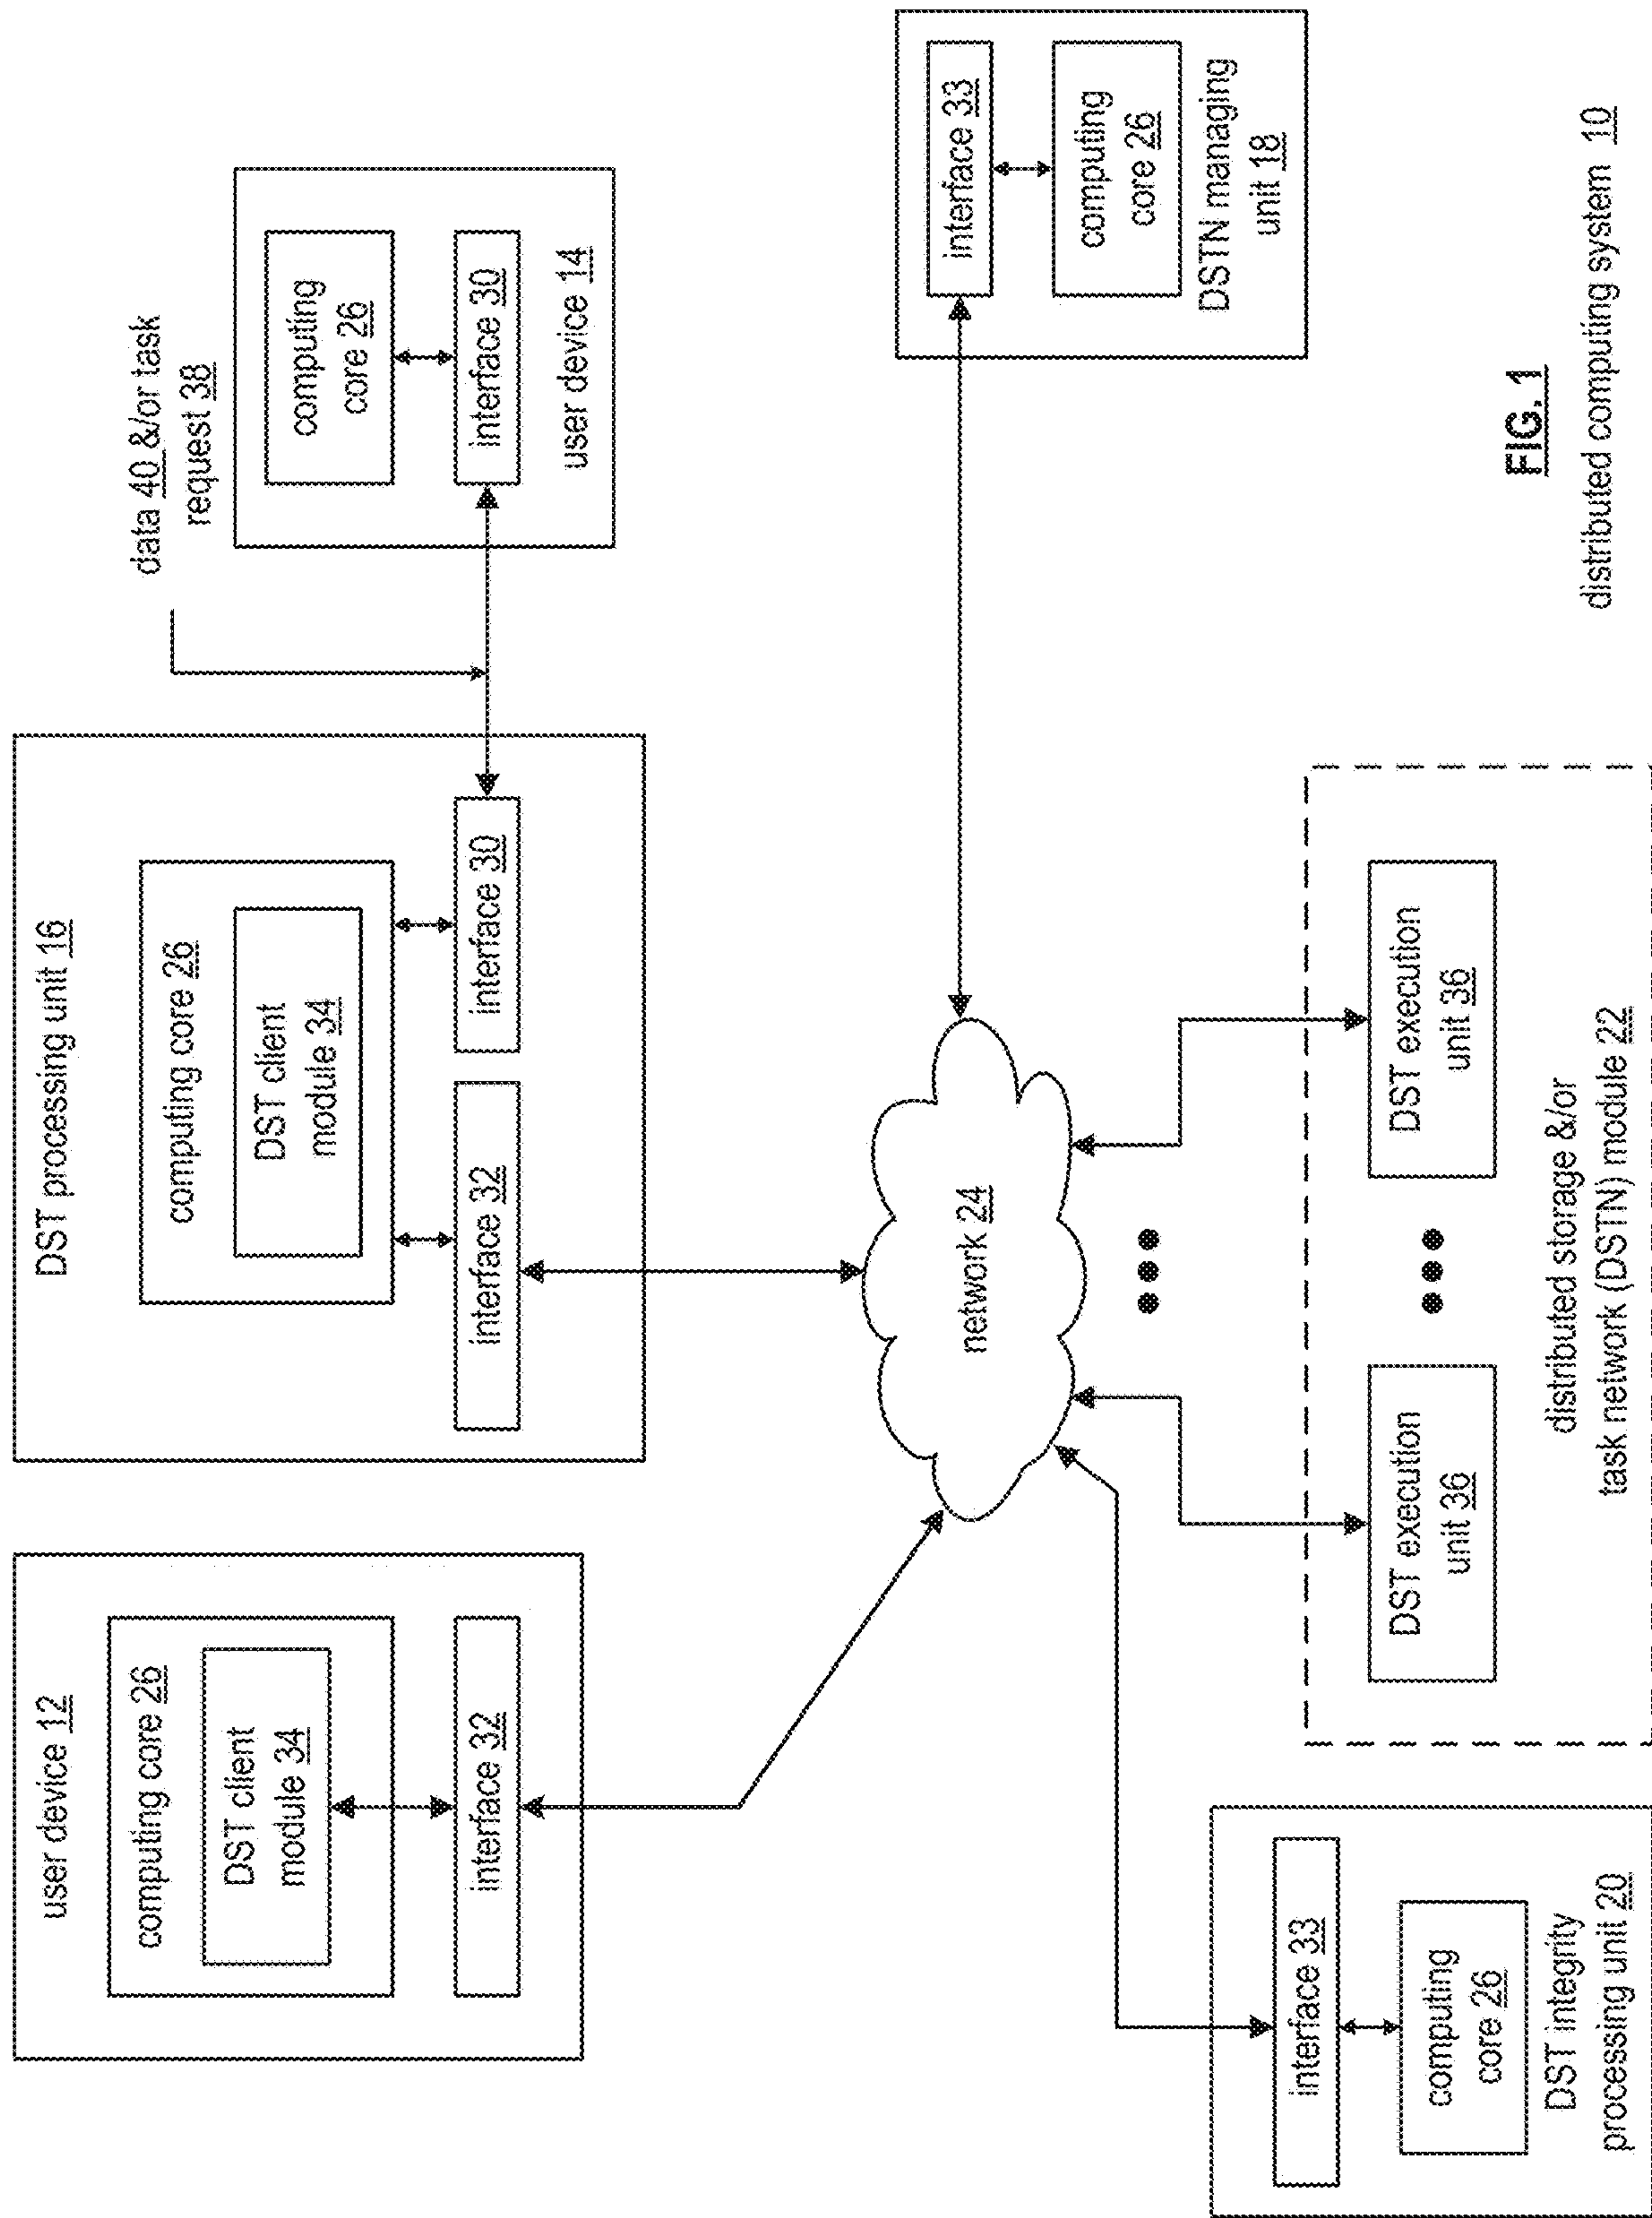 user device 12
computing core 26
DST client
module 34
interface 32
DST processing unit 16
computing core 26
DST client
module 34
interface 32
interface 30
data 40 &/or task
request 38
computing
core 26
interface 30
user device 14
network 24
interface 33
computing
core 26
DSTN managing
unit 18
interface 33
computing
core 26
DST integrity
processing unit 20
DST execution
unit 36
DST execution
unit 36
distributed storage &/or
task network (DSTN) module 22
FIG. 1
distributed computing system 10